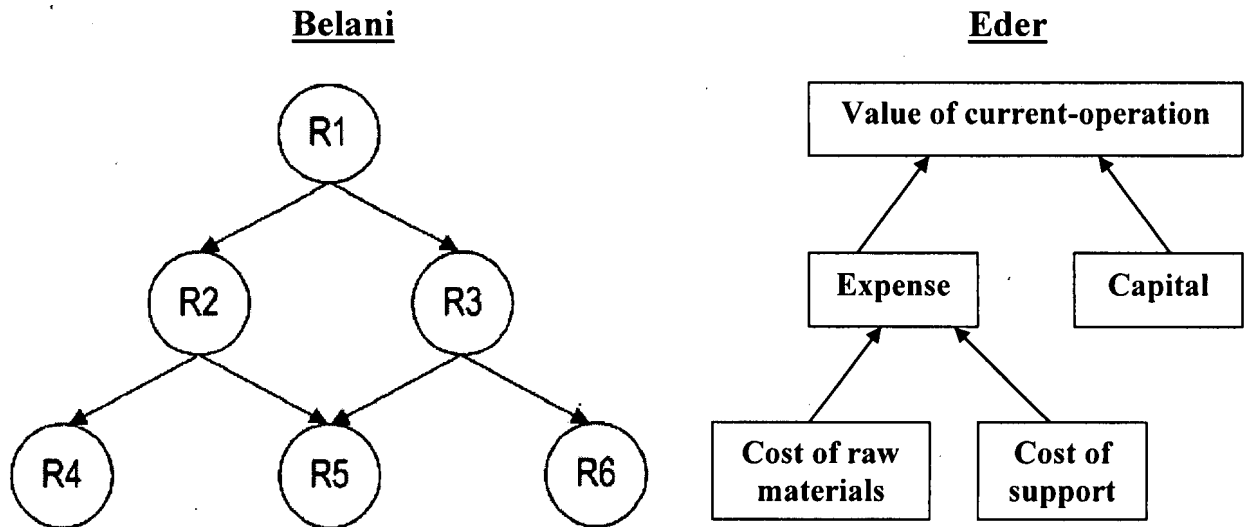 Belani
R1
R2
R3
R4
R5
R6
Eder
Value of current-operation
Expense
Capital
Cost of raw
materials
Cost of
support